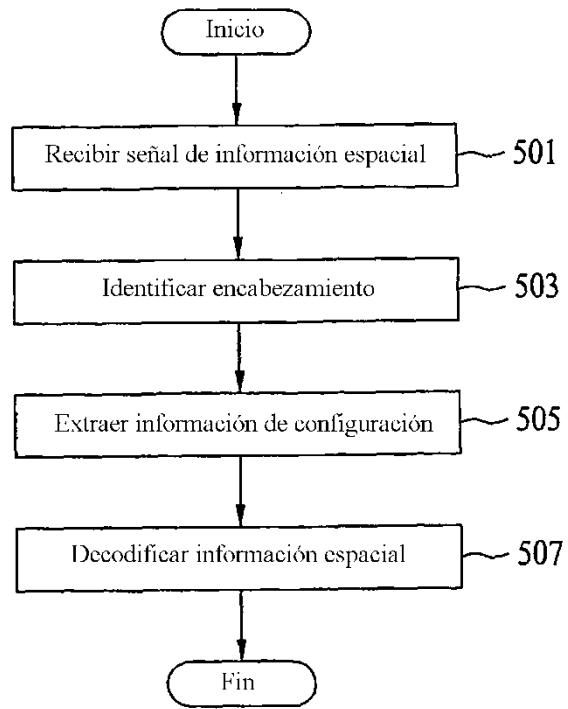 Inicio
Recibir señal de información espacial
501
Identificar encabezamiento
503
Extraer información de configuración
505
Decodificar información espacial
507
Fin